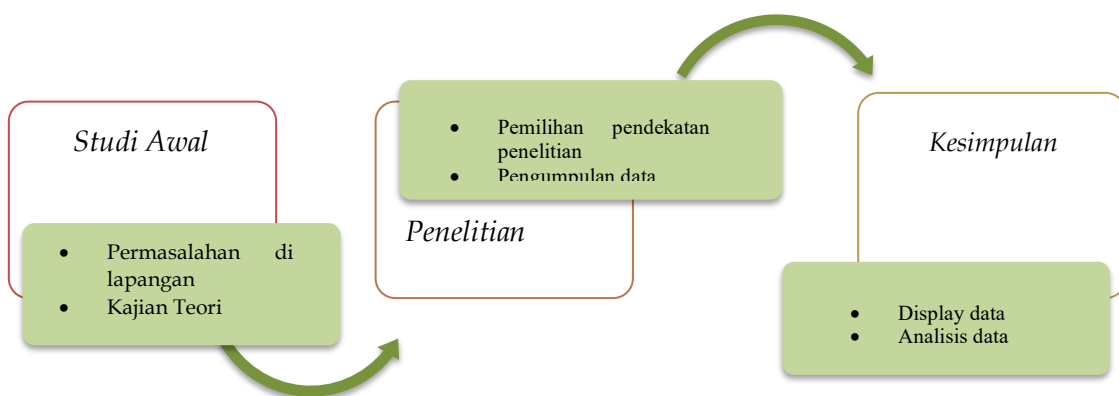 Studi Awal
• Permasalahan di
lapangan
• Kajian Teori
• Pemilihan pendekatan
penelitian
• Pengumpulan data
Penelitian
Kesimpulan
• Display data
• Analisis data